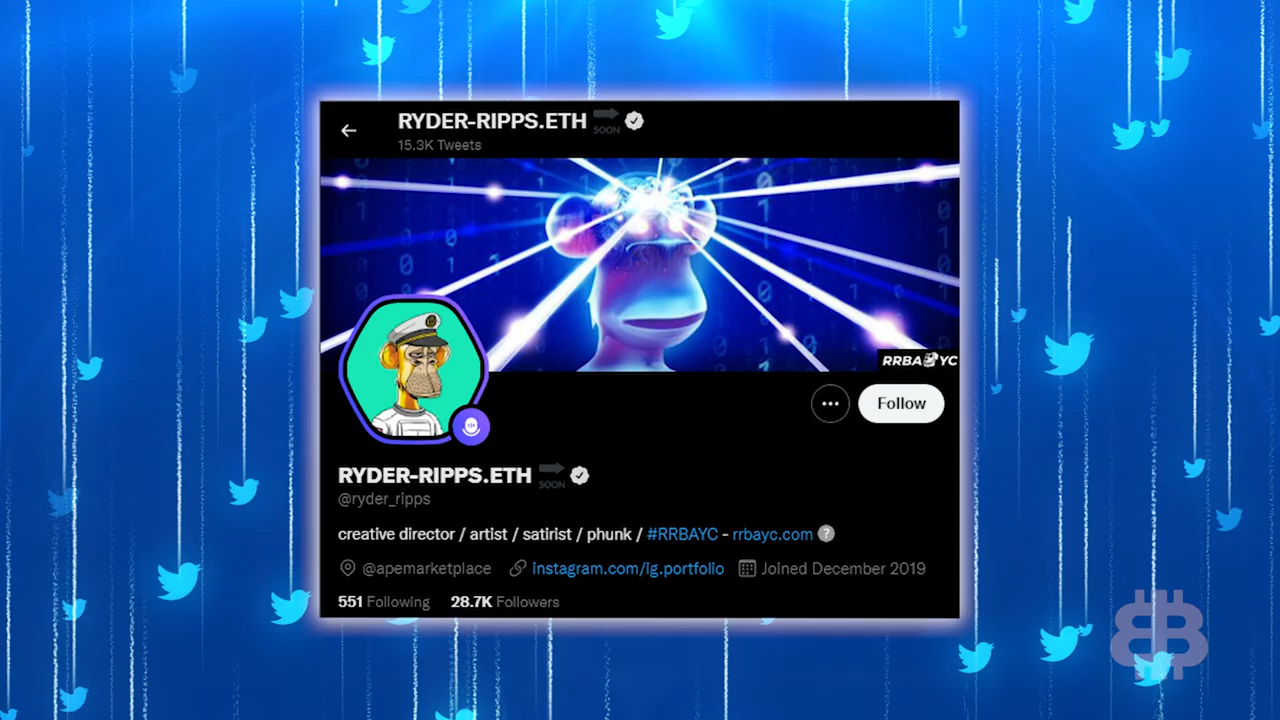 RYDER-RIPPS.ETH SOON
15.3K Tweets
RRBAYC
Follow
RYDER-RIPPS.ETH SOON
@ryder_ripps
creative director / artist / satirist / phunk / #RRBAYC - rrbayc.com ?
@apemarketplace instagram.com/ig.portfolio Joined December 2019
551 Following 28.7K Followers